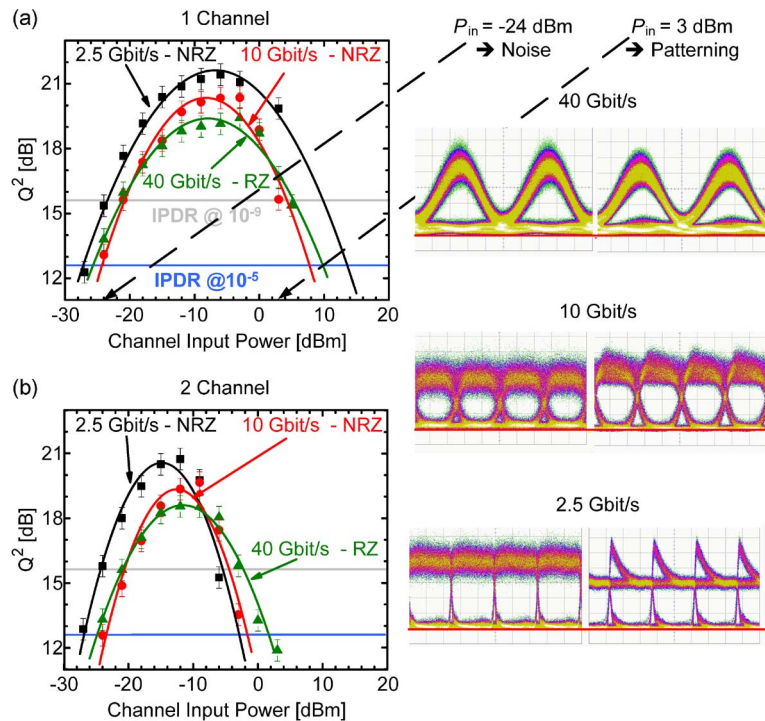 (a)
1 Channel
2.5 Gbit/s - NRZ
10 Gbit/s - NRZ
40 Gbit/s - RZ
IPDR @ 10-9
IPDR @10-5
Q2 [dB]
21
18
15
12
-30 -20 -10 0 10 20
Channel Input Power [dBm]
(b)
2 Channel
2.5 Gbit/s - NRZ
10 Gbit/s - NRZ
40 Gbit/s - RZ
Q2 [dB]
21
18
15
12
-30 -20 -10 0 10 20
Channel Input Power [dBm]
Pin = -24 dBm
➔ Noise
Pin = 3 dBm
➔ Patterning
40 Gbit/s
10 Gbit/s
2.5 Gbit/s